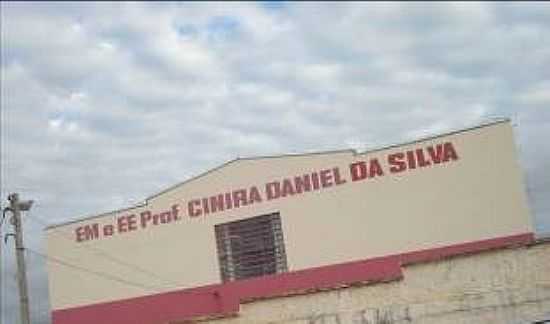 EM e EE Prof. CINIRA DANIEL DA SILVA